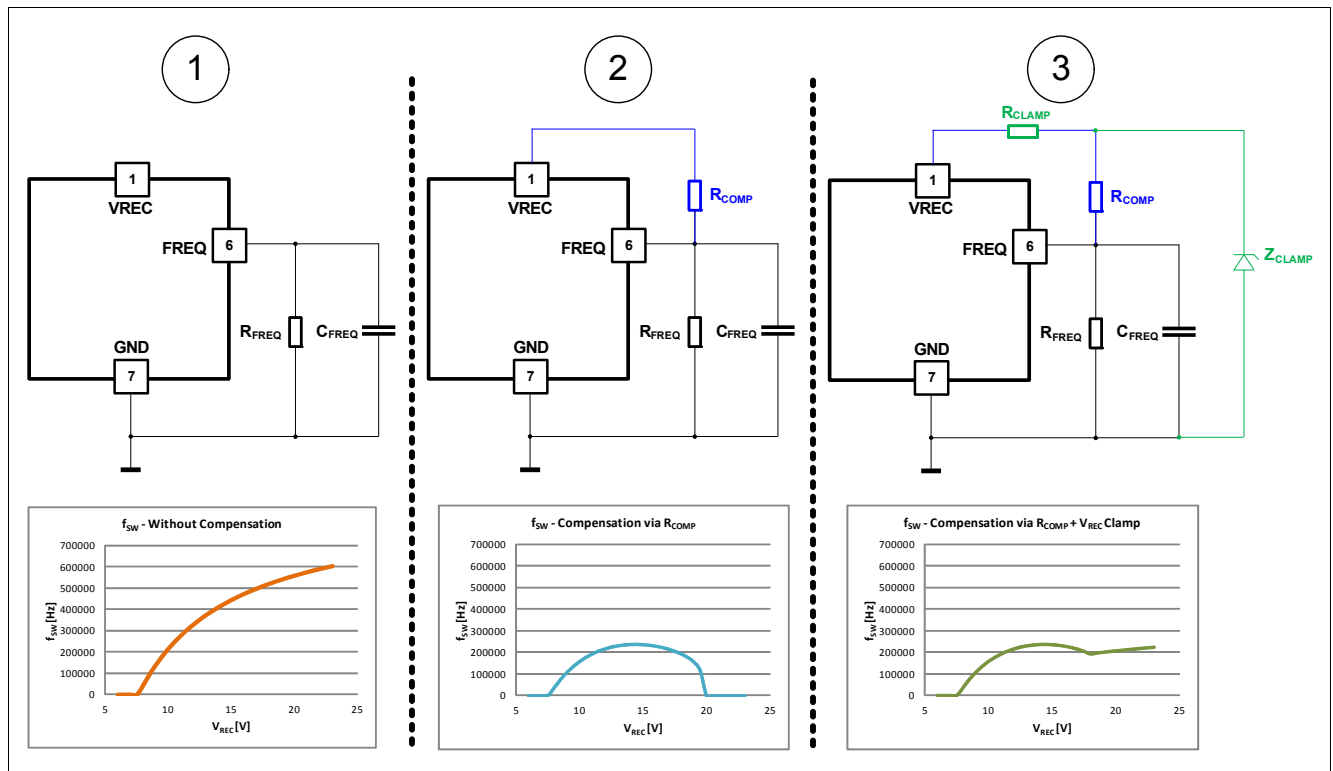 1
2
3
1
VREC
FREQ
6
RFREQ
CFREQ
GND
7
1
VREC
RCOMP
FREQ
6
RFREQ
CFREQ
GND
7
RCLAMP
1
VREC
RCOMP
FREQ
6
ZCLAMP
RFREQ
CFREQ
GND
7
fSW - Without Compensation
700000
600000
500000
400000
300000
200000
100000
0
fSW [Hz]
5 10 15 20 25
VREC [V]
fSW - Compensation via RCOMP
700000
600000
500000
400000
300000
200000
100000
0
fSW [Hz]
5 10 15 20 25
VREC [V]
fSW - Compensation via RCOMP + VREC Clamp
700000
600000
500000
400000
300000
200000
100000
0
fSW [Hz]
5 10 15 20 25
VREC [V]